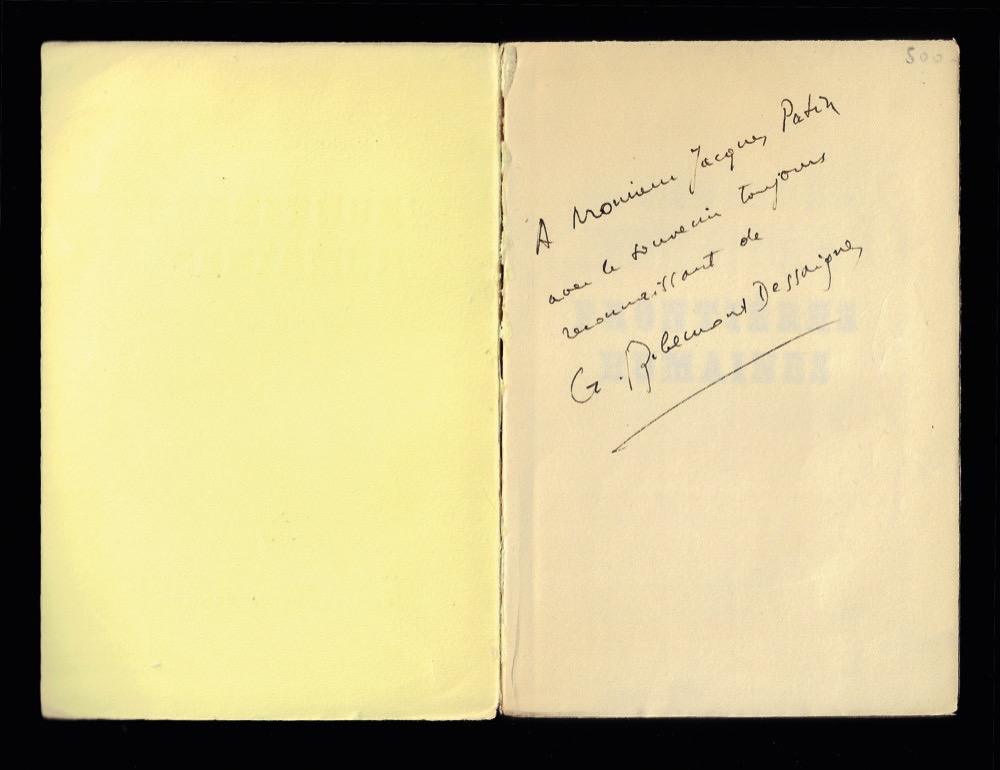 500
A Monsieur Jacques Patin
avec le souvenir toujours
reconnaissant de
G. Ribemont Dessaignes